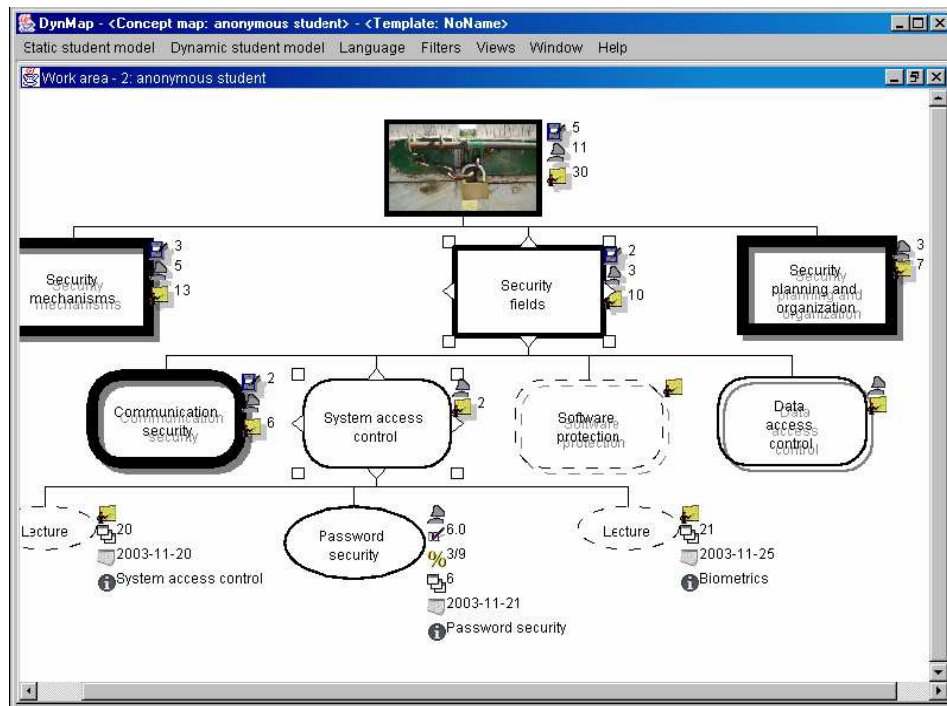 DynMap - <Concept map: anonymous student> - <Template: NoName>
Static student model Dynamic student model Language Filters Views Window Help
Work area - 2: anonymous student
5
11
30
Security
mechanisms
3
5
13
Security
fields
2
3
10
Security
planning and
organization
3
7
Communication
security
2
6
System access
control
2
Software
protection
Data
access
control
Lecture
20
2003-11-20
System access control
Password
security
6.0
% 3/9
6
2003-11-21
Password security
Lecture
21
2003-11-25
Biometrics